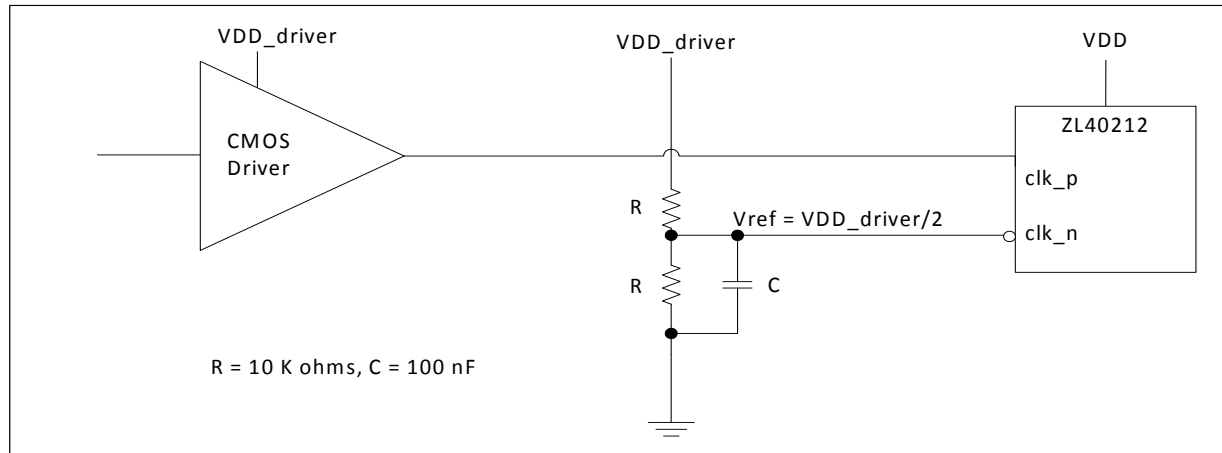 VDD_driver
VDD_driver
VDD
CMOS
Driver
ZL40212
clk_p
R
Vref = VDD_driver/2
clk_n
R
C
R = 10 K ohms, C = 100 nF